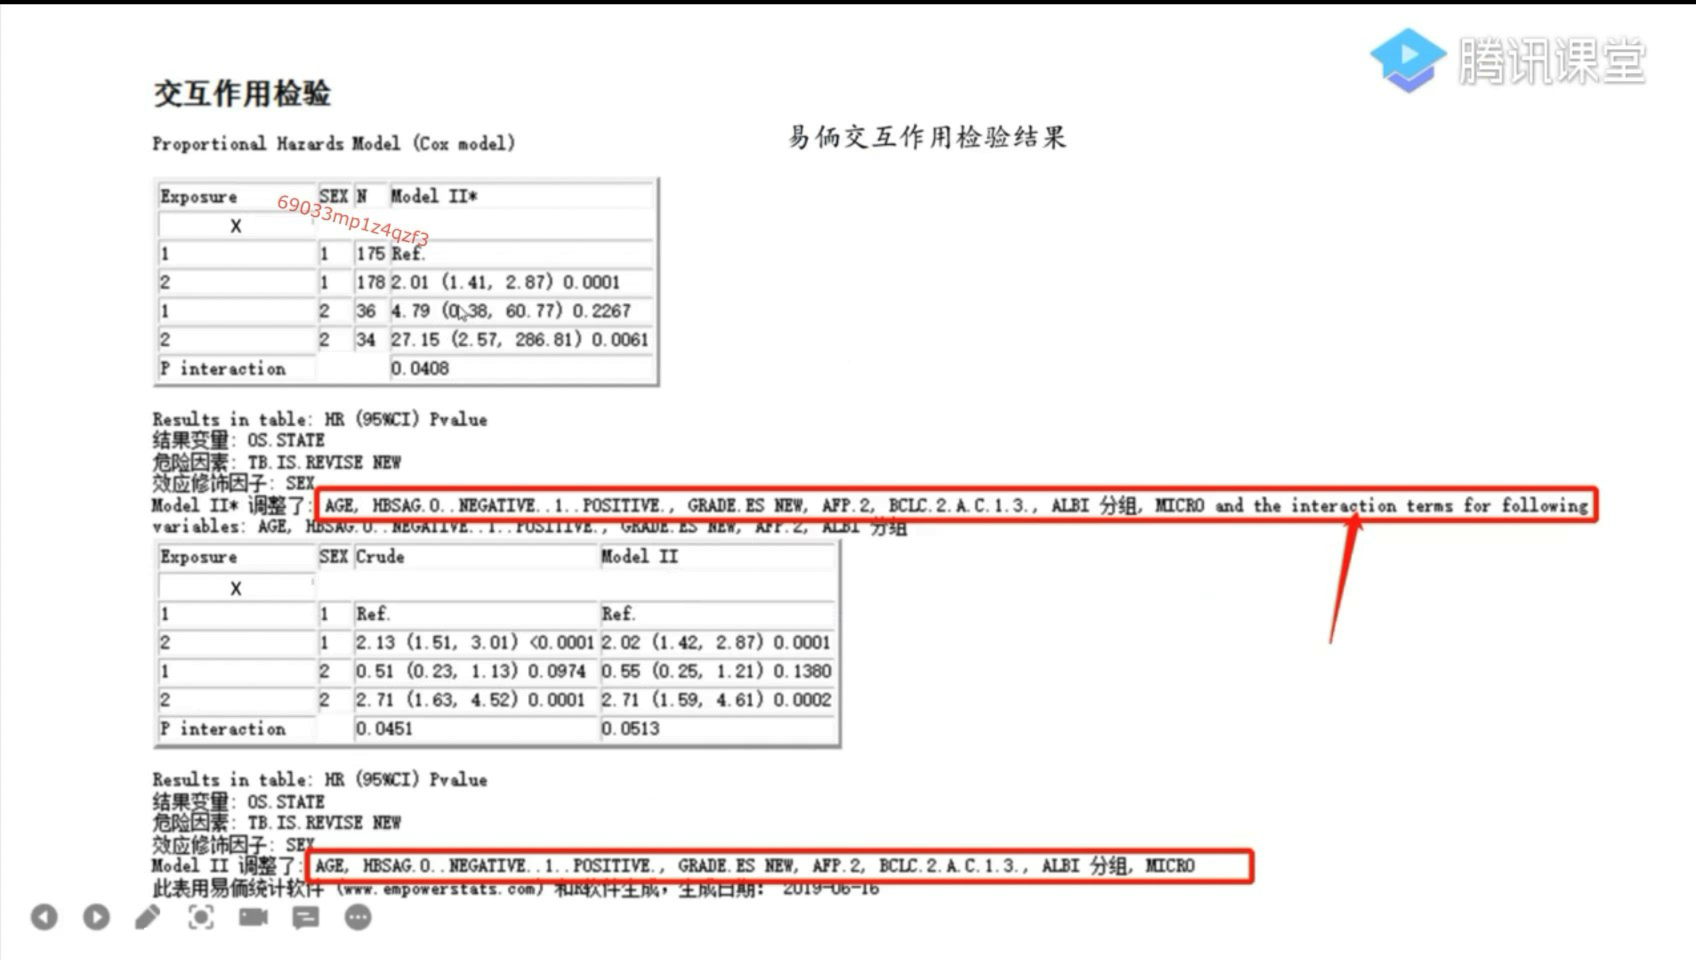 腾讯课堂
交互作用检验
易侕交互作用检验结果
Proportional Hazards Model (Cox model)
Exposure SEX N Model II*
69033mp1z4qzf3
X
1 1 175 Ref.
2 1 178 2.01 (1.41, 2.87) 0.0001
1 2 36 4.79 (0.38, 60.77) 0.2267
2 2 34 27.15 (2.57, 286.81) 0.0061
P interaction 0.0408
Results in table: HR (95%CI) Pvalue
结果变量: OS.STATE
危险因素: TB.IS.REVISE NEW
效应修饰因子: SEX
Model II* 调整了: AGE, HBSAG.0..NEGATIVE..1..POSITIVE., GRADE.ES NEW, AFP.2, BCLC.2.A.C.1.3., ALBI 分组, MICRO and the interaction terms for following
variables: AGE, HBSAG.0..NEGATIVE..1..POSITIVE., GRADE.ES NEW, AFP.2, ALBI 分组
Exposure SEX Crude Model II
X
1 1 Ref. Ref.
2 1 2.13 (1.51, 3.01) <0.0001 2.02 (1.42, 2.87) 0.0001
1 2 0.51 (0.23, 1.13) 0.0974 0.55 (0.25, 1.21) 0.1380
2 2 2.71 (1.63, 4.52) 0.0001 2.71 (1.59, 4.61) 0.0002
P interaction 0.0451 0.0513
Results in table: HR (95%CI) Pvalue
结果变量: OS.STATE
危险因素: TB.IS.REVISE NEW
效应修饰因子: SEX
Model II 调整了: AGE, HBSAG.0..NEGATIVE..1..POSITIVE., GRADE.ES NEW, AFP.2, BCLC.2.A.C.1.3., ALBI 分组, MICRO
此表用易侕统计软件 (www.empowerstats.com) 和R软件生成，生成日期: 2019-06-16